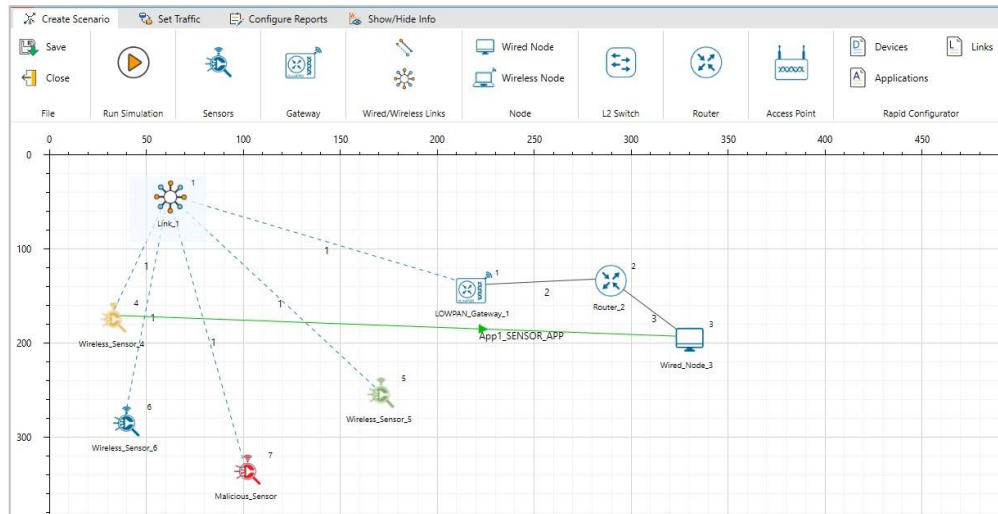 Create Scenario Set Traffic Configure Reports Show/Hide Info
Save
Close
File
Run Simulation
Sensors
Gateway
Wired/Wireless Links
Wired Node
Wireless Node
Node
L2 Switch
Router
Access Point
Devices
Links
Applications
Rapid Configurator
0 50 100 150 200 250 300 350 400 450
0
100
200
300
1
Link_1
1
1
1
1
1
1
LOWPAN_Gateway_1
2
2
Router_2
3
3
Wired_Node_3
4
Wireless_Sensor_4
App1_SENSOR_APP
5
Wireless_Sensor_5
6
Wireless_Sensor_6
7
Malicious_Sensor